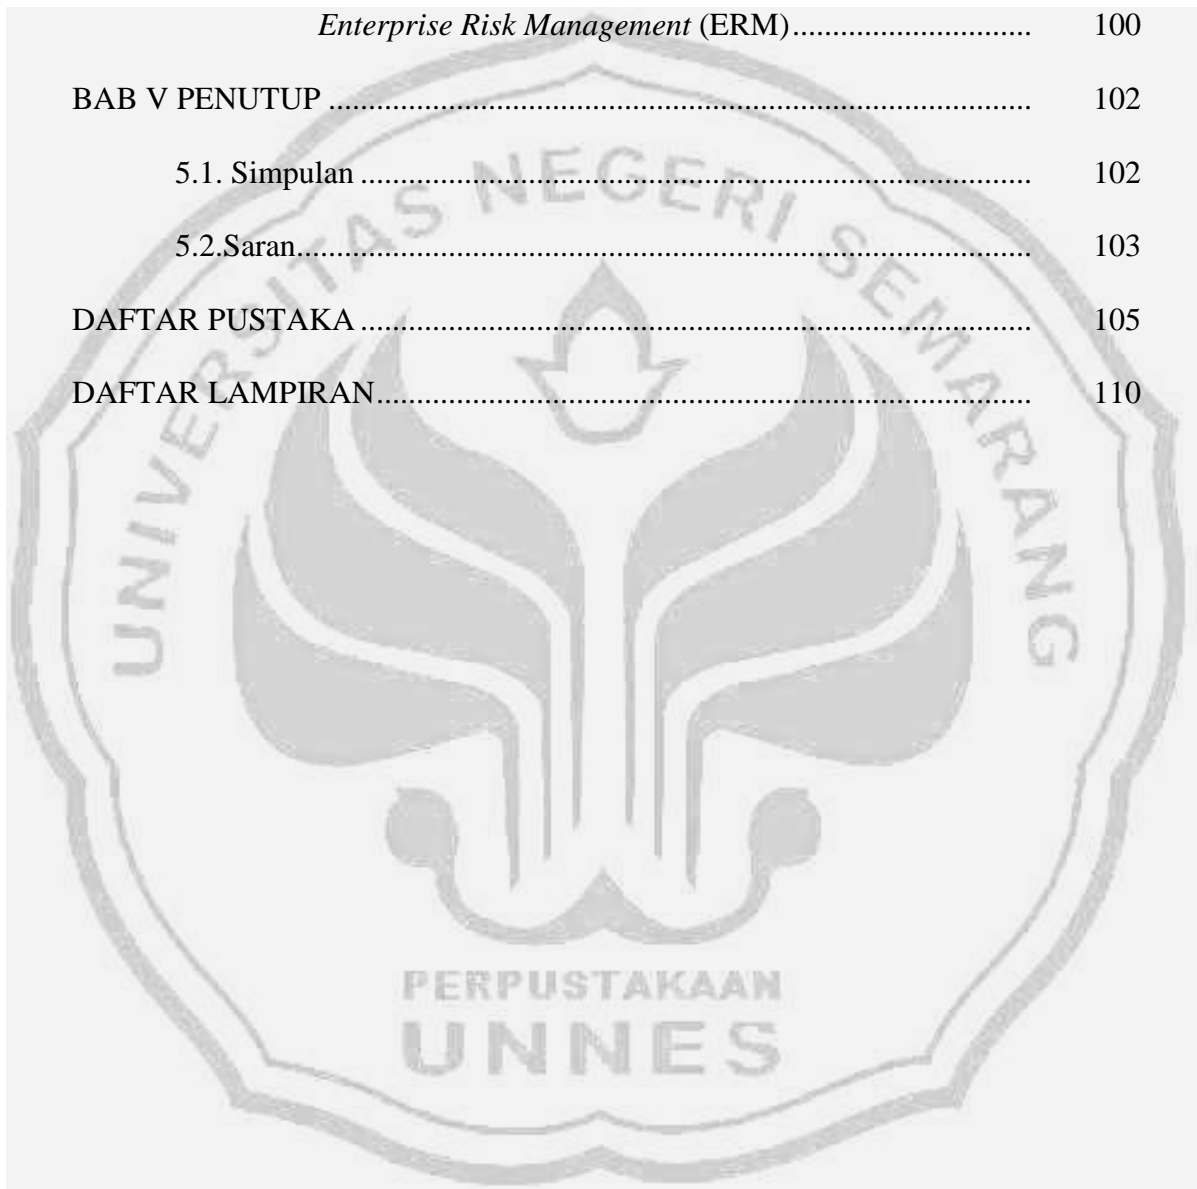 Enterprise Risk Management (ERM)............................. 100
BAB V PENUTUP ........................................................................................ 102
5.1. Simpulan .................................................................................... 102
5.2.Saran............................................................................................ 103
DAFTAR PUSTAKA .................................................................................... 105
DAFTAR LAMPIRAN.................................................................................. 110
UNIVERSITAS NEGERI SEMARANG
PERPUSTAKAAN
UNNES